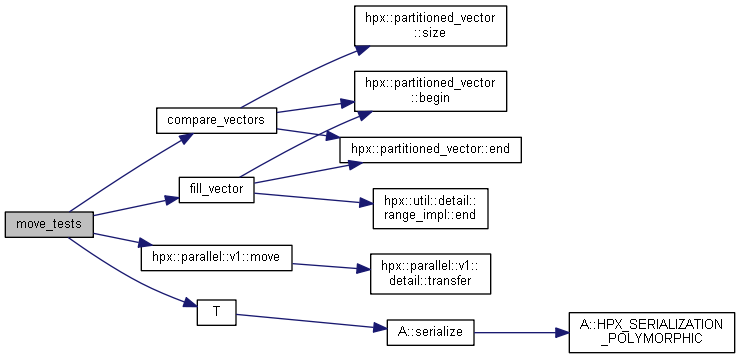 hpx::partitioned_vector
::size
hpx::partitioned_vector
::begin
compare_vectors
hpx::partitioned_vector::end
fill_vector
hpx::util::detail::
range_impl::end
move_tests
hpx::parallel::v1::move
hpx::parallel::v1::
detail::transfer
T
A::serialize
A::HPX_SERIALIZATION
_POLYMORPHIC